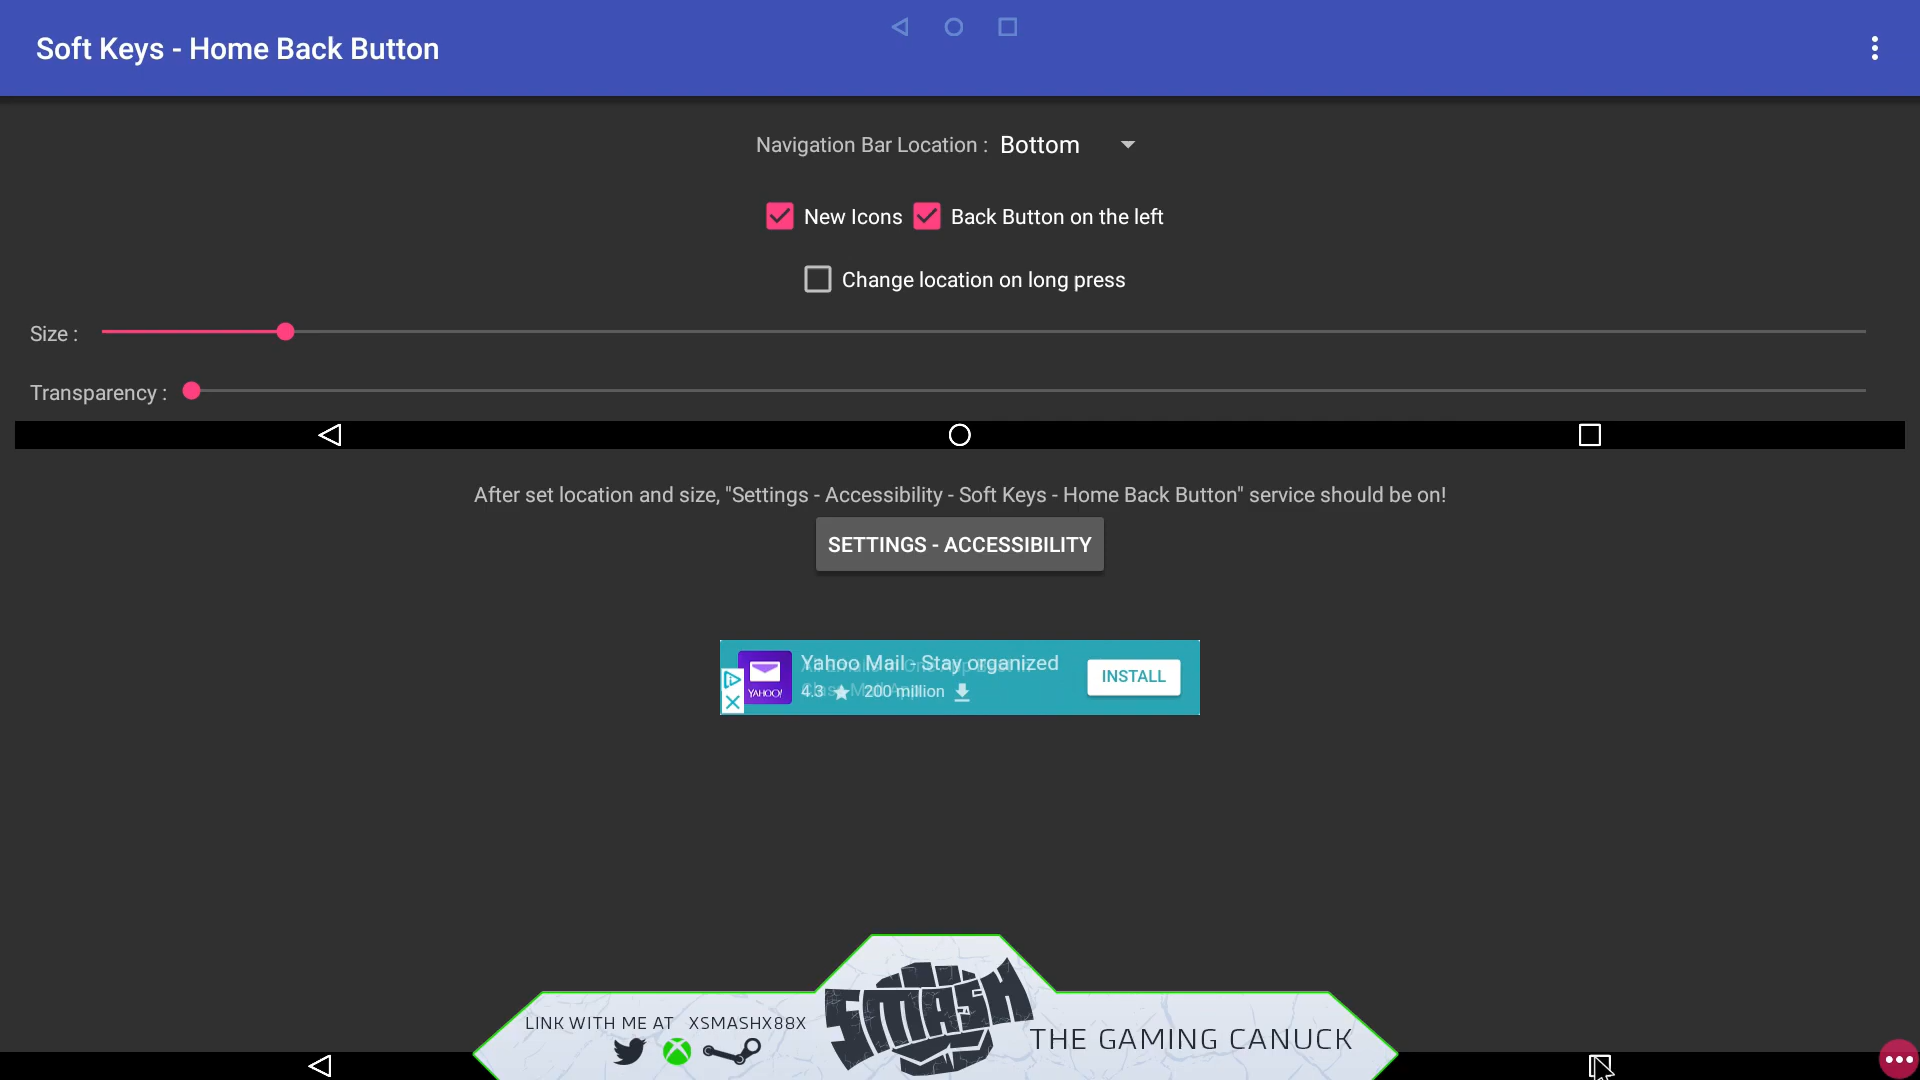 Soft Keys - Home Back Button
Navigation Bar Location : Bottom
New Icons Back Button on the left
Change location on long press
Size :
Transparency :
After set location and size, "Settings - Accessibility - Soft Keys - Home Back Button" service should be on!
SETTINGS - ACCESSIBILITY
Yahoo Mail - Stay organized
4.3 200 million
YAHOO!
INSTALL
SMASH
LINK WITH ME AT XSMASHX88X
THE GAMING CANUCK